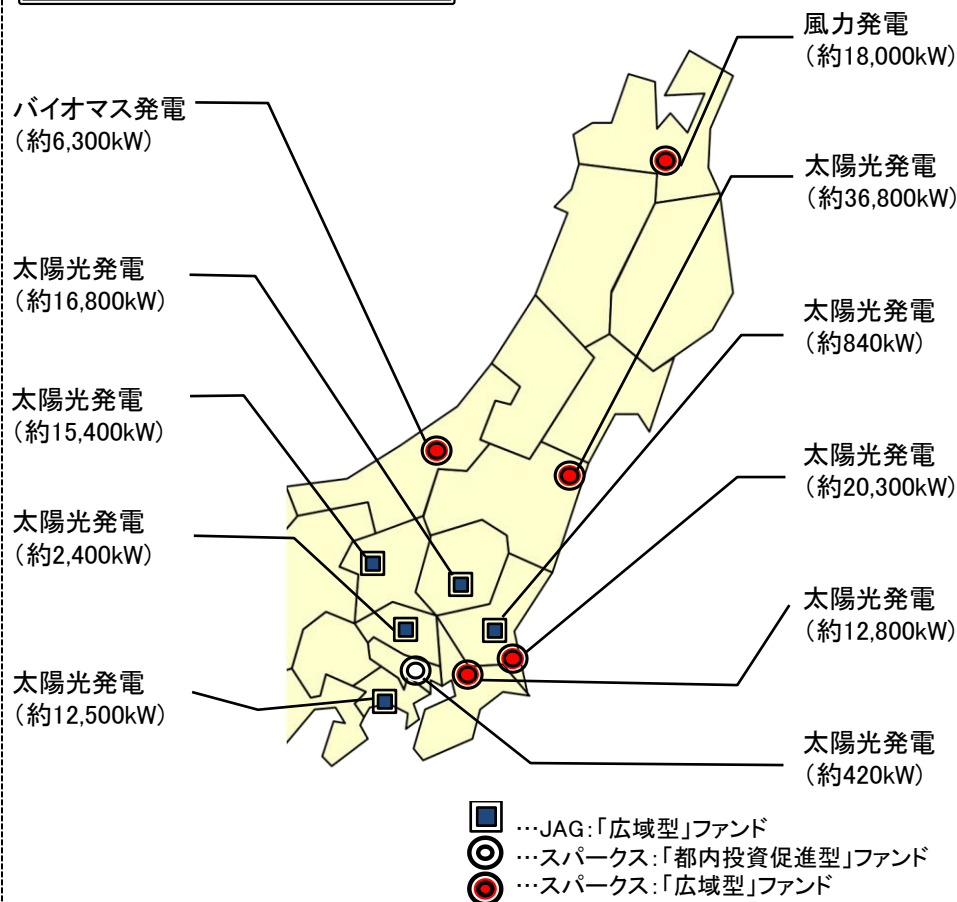 風力発電
(約18,000kW)
バイオマス発電
(約6,300kW)
太陽光発電
(約36,800kW)
太陽光発電
(約16,800kW)
太陽光発電
(約840kW)
太陽光発電
(約15,400kW)
太陽光発電
(約20,300kW)
太陽光発電
(約2,400kW)
太陽光発電
(約12,800kW)
太陽光発電
(約12,500kW)
太陽光発電
(約420kW)
…JAG:「広域型」ファンド
…スパークス:「都内投資促進型」ファンド
…スパークス:「広域型」ファンド